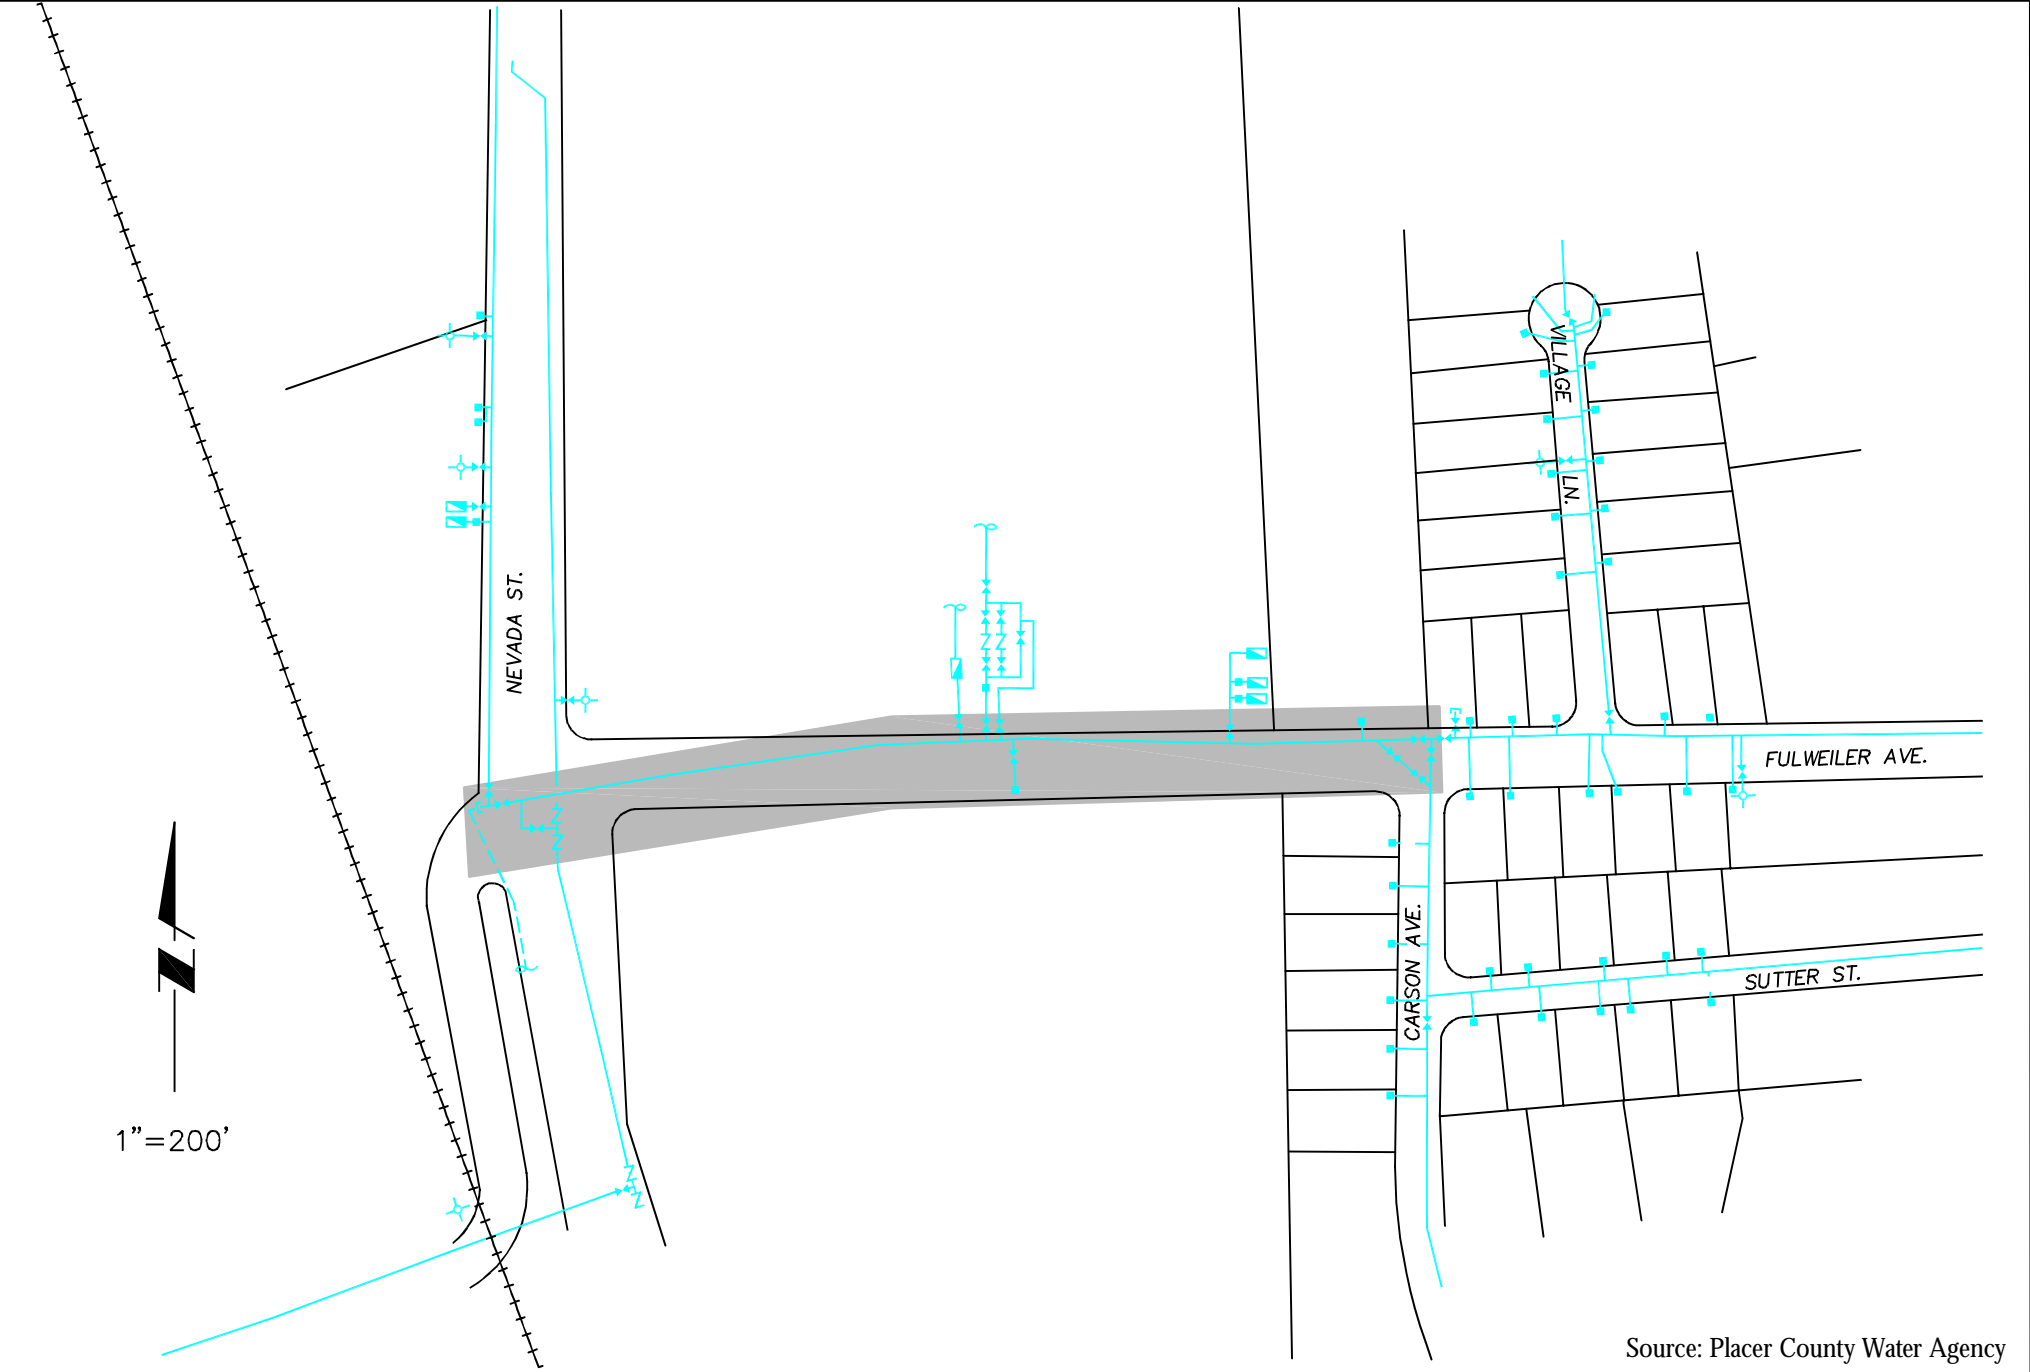 VILLAGE LN.
NEVADA ST.
FULWEILER AVE.
CARSON AVE.
SUTTER ST.
N
1"=200'
Source: Placer County Water Agency